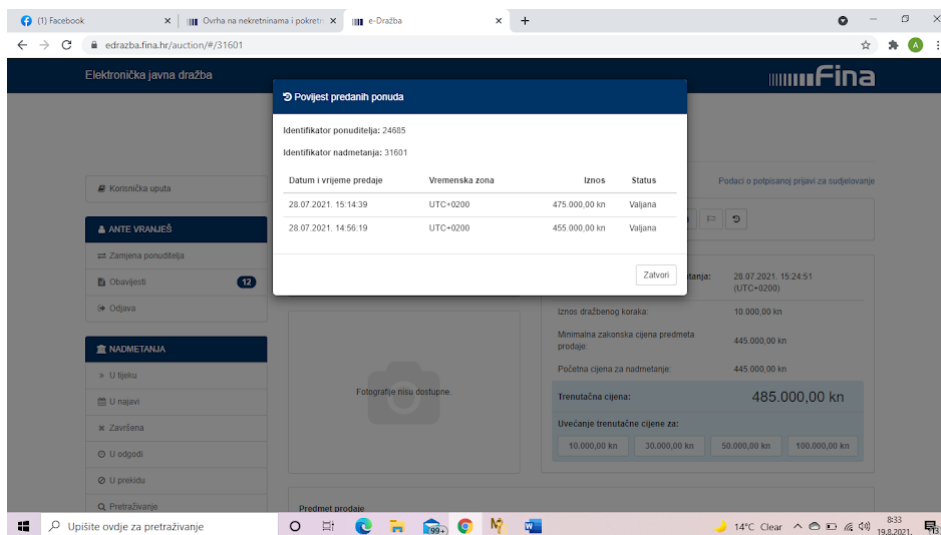 (1) Facebook
Ovrha na nekretninama i pokretn
e-Dražba
edrazba.fina.hr/auction/#/31601
A
Elektronička javna dražba
Fina
Povijest predanih ponuda
Identifikator ponuditelja: 24685
Identifikator nadmetanja: 31601
Datum i vrijeme predaje Vremenska zona Iznos Status
28.07.2021. 15:14:39 UTC+0200 475.000,00 kn Valjana
28.07.2021. 14:56:19 UTC+0200 455.000,00 kn Valjana
Zatvori
Korisnička uputa
ANTE VRANJEŠ
Zamjena ponuditelja
Obavijesti 12
Odjava
NADMETANJA
U tijeku
U najavi
Završena
U odgodi
U prekidu
Pretraživanje
Fotografije nisu dostupne.
Predmet prodaje
Podaci o potpisanoj prijavi za sudjelovanje
tanja: 28.07.2021. 15:24:51
(UTC+0200)
Iznos dražbenog koraka: 10.000,00 kn
Minimalna zakonska cijena predmeta
prodaje: 445.000,00 kn
Početna cijena za nadmetanje: 445.000,00 kn
Trenutačna cijena: 485.000,00 kn
Uvećanje trenutačne cijene za:
10.000,00 kn 30.000,00 kn 50.000,00 kn 100.000,00 kn
Upišite ovdje za pretraživanje
99+
14°C Clear
8:33
19.8.2021.